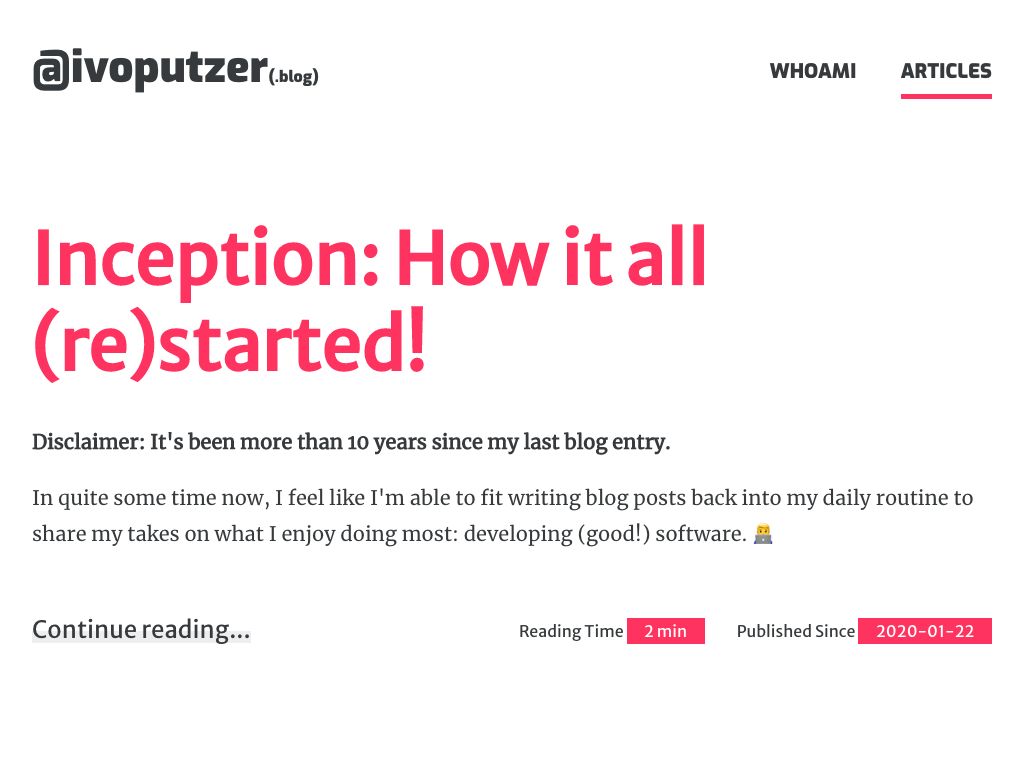 @ivoputzer(.blog)
WHOAMI ARTICLES
Inception: How it all
(re)started!
Disclaimer: It's been more than 10 years since my last blog entry.
In quite some time now, I feel like I'm able to fit writing blog posts back into my daily routine to
share my takes on what I enjoy doing most: developing (good!) software. 👨‍💻
Continue reading...
Reading Time 2 min Published Since 2020-01-22